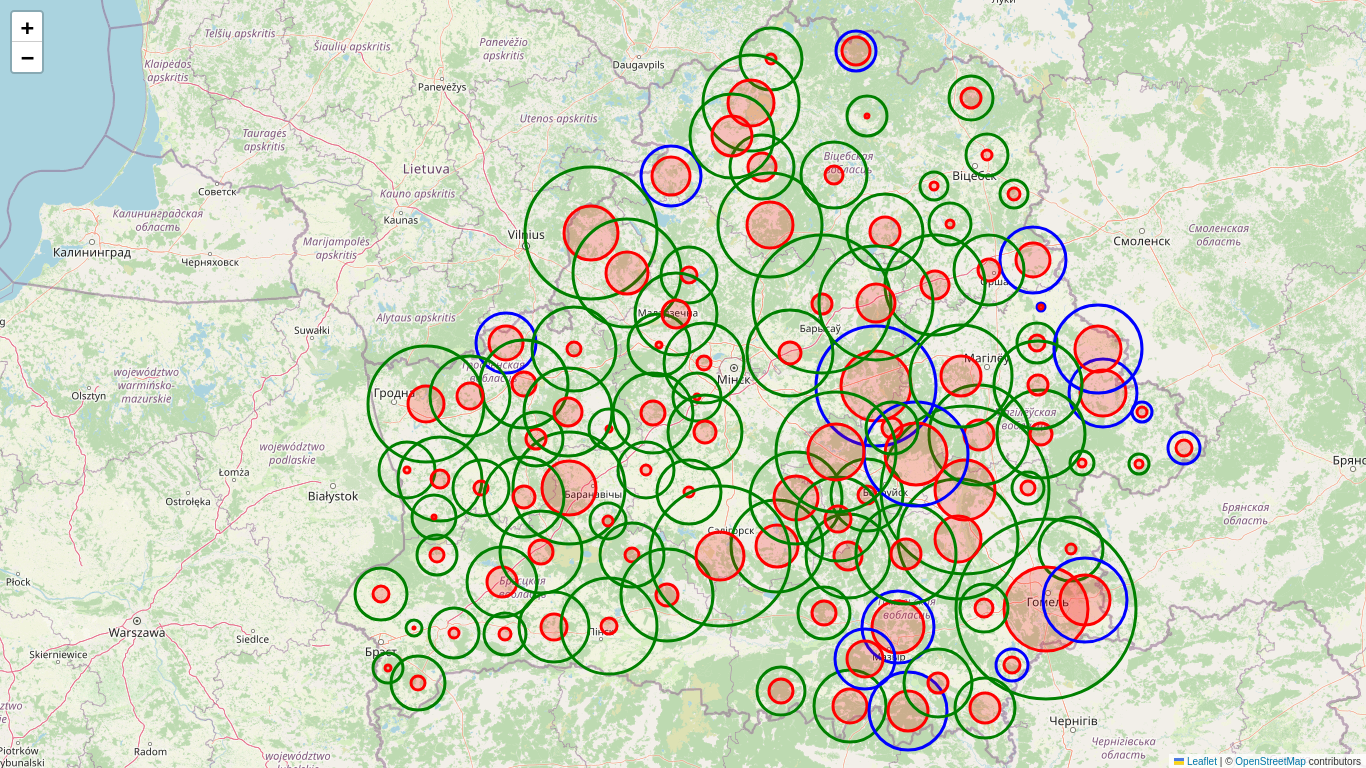 +
−
Telšių apskritis
Šiaulių apskritis
Panevėžio
apskritis
Klaipėdos
apskritis
Panevėžys
Daugavpils
Utenos apskritis
Tauragės
apskritis
Lietuva
Kauno apskritis
Советск
Калининградская
область
Kaunas
Marijampolės
apskritis
Vilnius
Калининград
Черняховск
Віцебская
вобласць
Віцебск
Смоленск
Смоленская
область
Орша
Alytaus apskritis
Suwałki
Маладзечна
Барысаў
Магілёў
Мінск
Гродзенская
вобласць
Гродна
województwo
warmińsko-
mazurskie
Olsztyn
Магілёўская
вобласць
województwo
podlaskie
Łomża
Ostrołęka
Białystok
Баранавічы
Бабруйск
Салігорск
Брянская
область
Płock
Брэсцкая
вобласць
Гомель
Гомельская
вобласць
Warszawa
Siedlce
Skierniewice
Брэст
Пінск
Мазыр
Radom
Чернігів
Чернігівська
область
województwo
Piotrków
Leaflet | © OpenStreetMap contributors